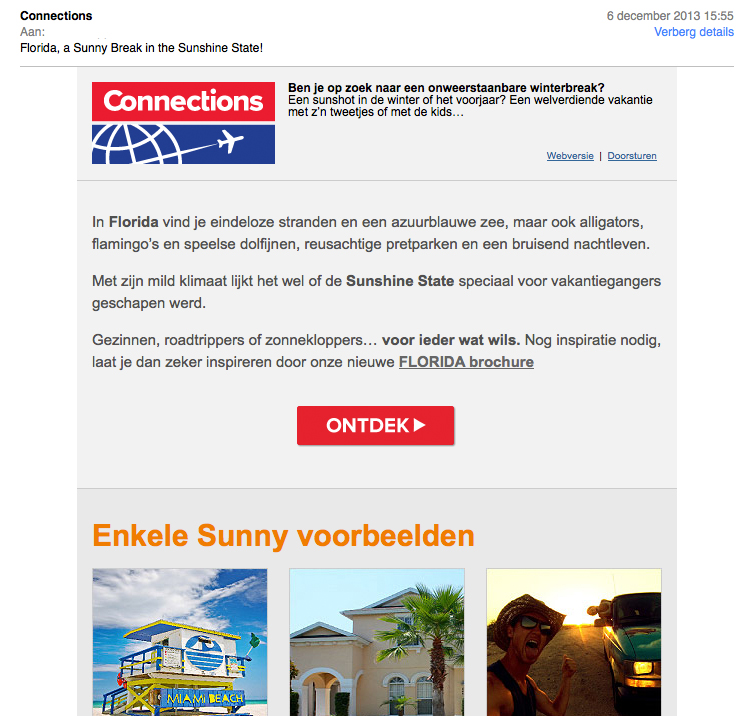 Connections
6 december 2013 15:55
Aan:
Verberg details
Florida, a Sunny Break in the Sunshine State!
Connections
Ben je op zoek naar een onweerstaanbare winterbreak?
Een sunshot in de winter of het voorjaar? Een welverdiende vakantie
met z'n tweetjes of met de kids…
Webversie | Doorsturen
In Florida vind je eindeloze stranden en een azuurblauwe zee, maar ook alligators,
flamingo's en speelse dolfijnen, reusachtige pretparken en een bruisend nachtleven.
Met zijn mild klimaat lijkt het wel of de Sunshine State speciaal voor vakantiegangers
geschapen werd.
Gezinnen, roadtrippers of zonnekloppers… voor ieder wat wils. Nog inspiratie nodig,
laat je dan zeker inspireren door onze nieuwe FLORIDA brochure
ONTDEK
Enkele Sunny voorbeelden
MIAMI BEACH